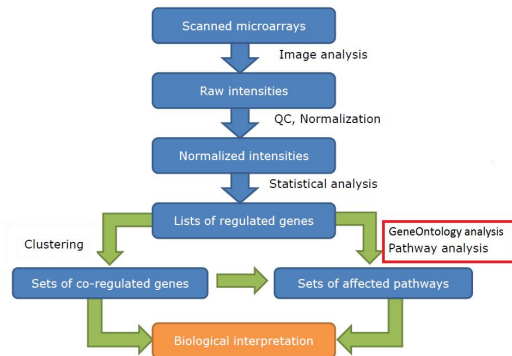 Scanned microarrays
Image analysis
Raw intensities
QC, Normalization
Normalized intensities
Statistical analysis
Lists of regulated genes
Clustering
GeneOntology analysis
Pathway analysis
Sets of co-regulated genes
Sets of affected pathways
Biological interpretation